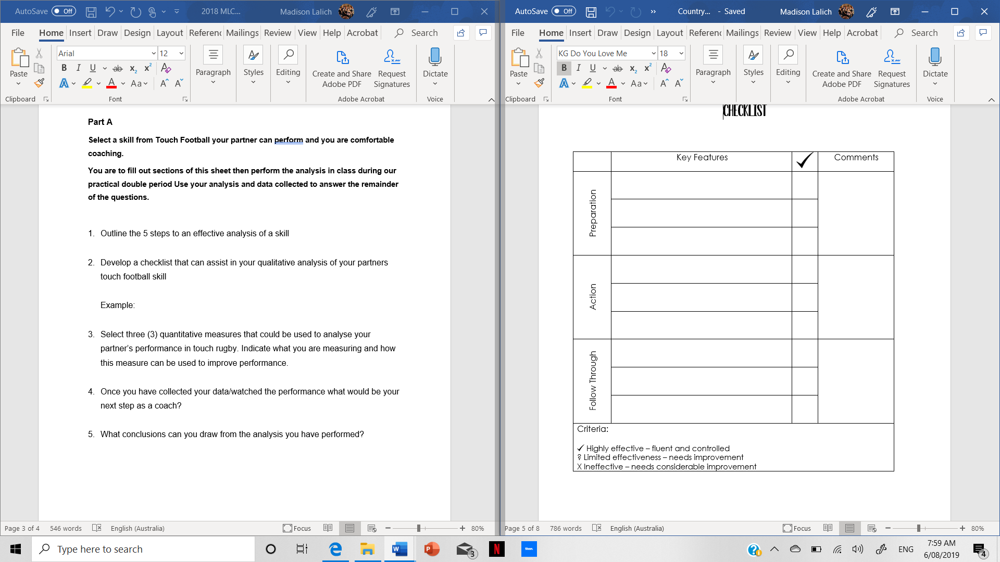 AutoSave Off 2018 MLC... Madison Lalich
File Home Insert Draw Design Layout Referenc Mailings Review View Help Acrobat Search
Arial 12
Paste B I U ab x2 x2 Paragraph Styles Editing Create and Share Adobe PDF Request Signatures Dictate
A A Aa A A
Clipboard Font Adobe Acrobat Voice
Part A
Select a skill from Touch Football your partner can perform and you are comfortable
coaching.
You are to fill out sections of this sheet then perform the analysis in class during our
practical double period Use your analysis and data collected to answer the remainder
of the questions.
1. Outline the 5 steps to an effective analysis of a skill
2. Develop a checklist that can assist in your qualitative analysis of your partners
touch football skill
Example:
3. Select three (3) quantitative measures that could be used to analyse your
partner's performance in touch rugby. Indicate what you are measuring and how
this measure can be used to improve performance.
4. Once you have collected your data/watched the performance what would be your
next step as a coach?
5. What conclusions can you draw from the analysis you have performed?
Page 3 of 4 546 words English (Australia) Focus 80%
AutoSave Off Country... - Saved Madison Lalich
File Home Insert Draw Design Layout Referenc Mailings Review View Help Acrobat Search
KG Do You Love Me 18
Paste B I U ab x2 x2 Paragraph Styles Editing Create and Share Adobe PDF Request Signatures Dictate
A A Aa A A
Clipboard Font Adobe Acrobat Voice
CHECKLIST
Key Features ✓ Comments
Preparation
Action
Follow Through
Criteria:
✓ Highly effective – fluent and controlled
? Limited effectiveness – needs improvement
X Ineffective – needs considerable improvement
Page 5 of 8 786 words English (Australia) Focus 80%
Type here to search
3
N
Stan.
ENG
7:59 AM
6/08/2019
4